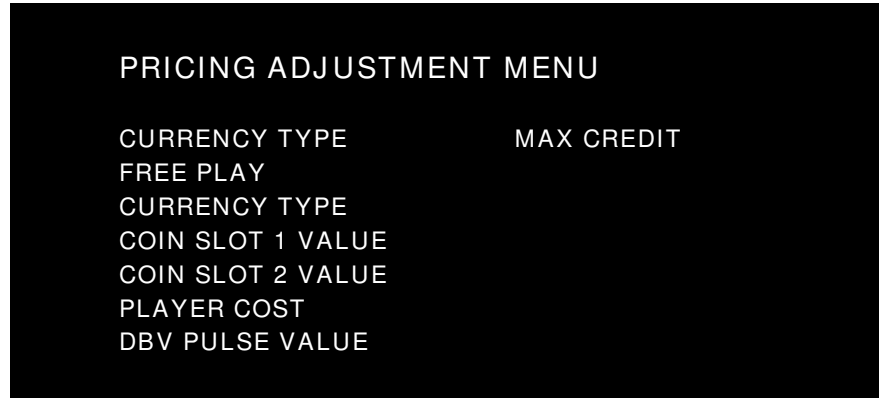 PRICING ADJUSTMENT MENU
CURRENCY TYPE MAX CREDIT
FREE PLAY
CURRENCY TYPE
COIN SLOT 1 VALUE
COIN SLOT 2 VALUE
PLAYER COST
DBV PULSE VALUE